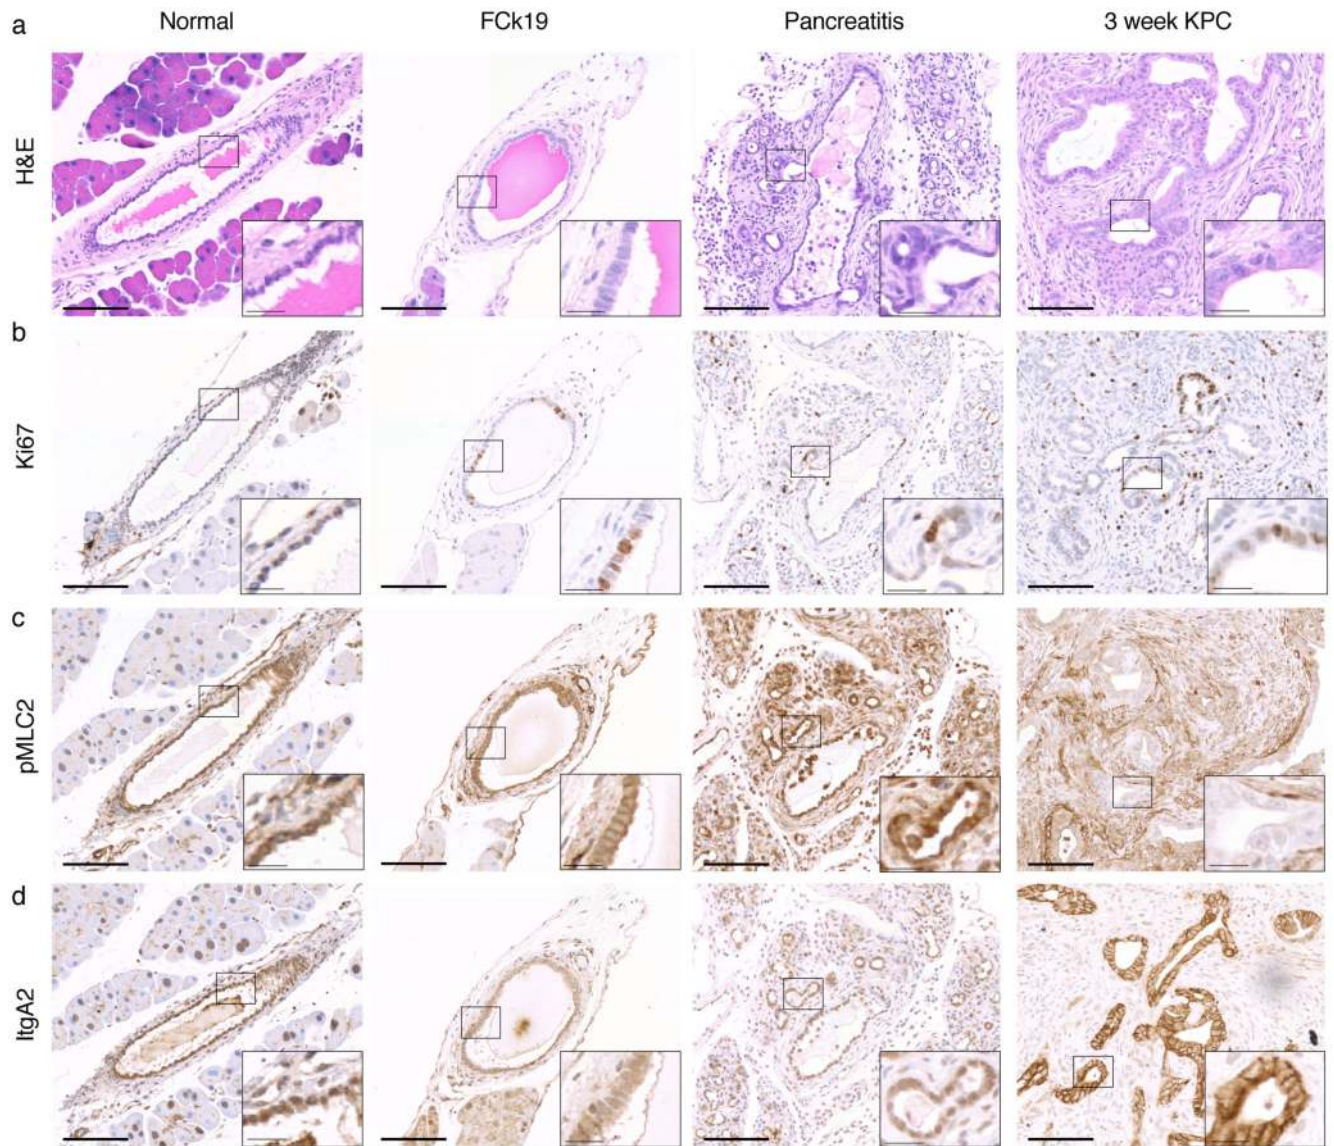 a
Normal
FCk19
Pancreatitis
3 week KPC
H&E
b
Ki67
c
pMLC2
d
ItgA2